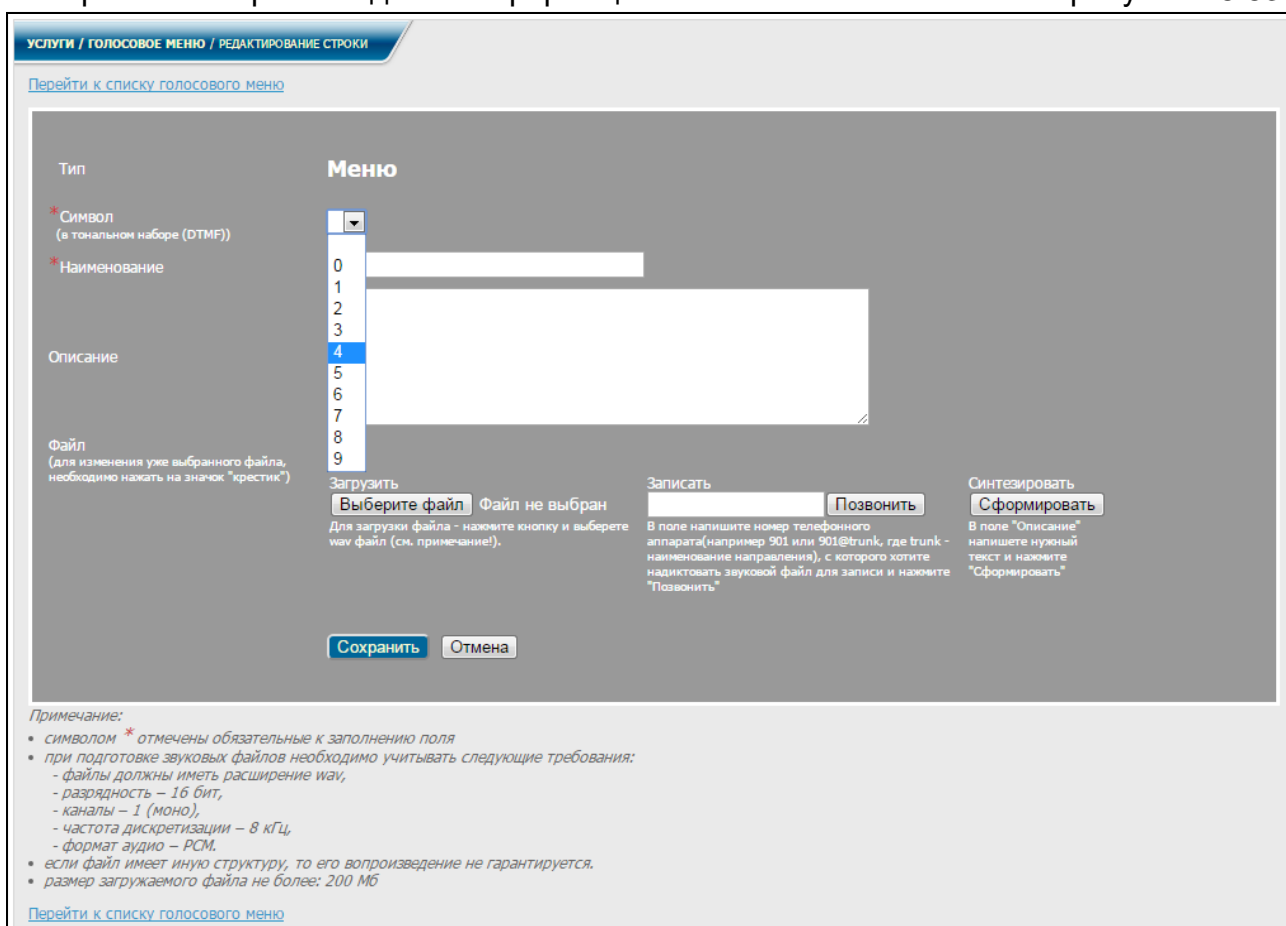 УСЛУГИ / ГОЛОСОВОЕ МЕНЮ / РЕДАКТИРОВАНИЕ СТРОКИ
Перейти к списку голосового меню
Тип
Меню
*Символ
(в тональном наборе (DTMF))
*Наименование
0
1
2
3
4
5
6
7
8
9
Описание
Файл
(для изменения уже выбранного файла,
необходимо нажать на значок "крестик")
Загрузить
Выберите файл Файл не выбран
Для загрузки файла - нажмите кнопку и выберете
wav файл (см. примечание!).
Записать
Позвонить
В поле напишите номер телефонного
аппарата(например 901 или 901@trunk, где trunk -
наименование направления), с которого хотите
надиктовать звуковой файл для записи и нажмите
"Позвонить"
Синтезировать
Сформировать
В поле "Описание"
напишете нужный
текст и нажмите
"Сформировать"
Сохранить Отмена
Примечание:
• символом * отмечены обязательные к заполнению поля
• при подготовке звуковых файлов необходимо учитывать следующие требования:
- файлы должны иметь расширение wav,
- разрядность – 16 бит,
- каналы – 1 (моно),
- частота дискретизации – 8 кГц,
- формат аудио – PCM.
• если файл имеет иную структуру, то его вопроизведение не гарантируется.
• размер загружаемого файла не более: 200 Мб
Перейти к списку голосового меню